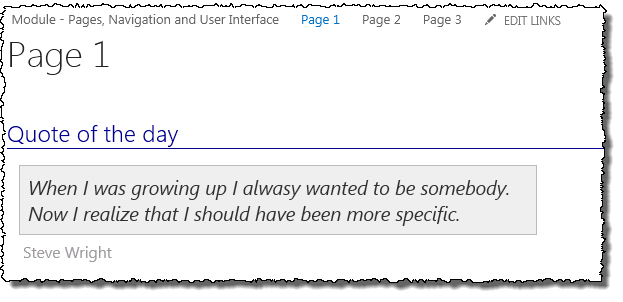 Module - Pages, Navigation and User Interface Page 1 Page 2 Page 3 EDIT LINKS
Page 1
Quote of the day
When I was growing up I alwasy wanted to be somebody.
Now I realize that I should have been more specific.
Steve Wright